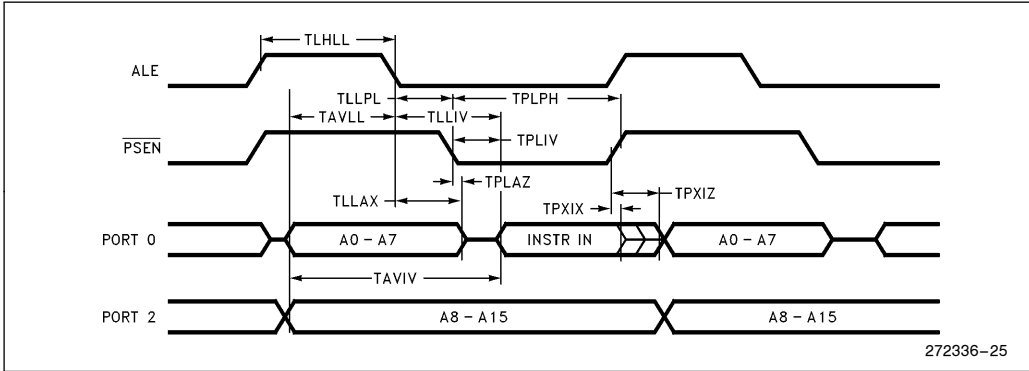 TLHLL
ALE
TLLPL
TPLPH
TAVLL
TLLIV
PSEN
TPLIV
TPLAZ
TLLAX
TPXIZ
TPXIX
PORT 0
A0 – A7
INSTR IN
A0 – A7
TAVIV
PORT 2
A8 – A15
A8 – A15
272336–25